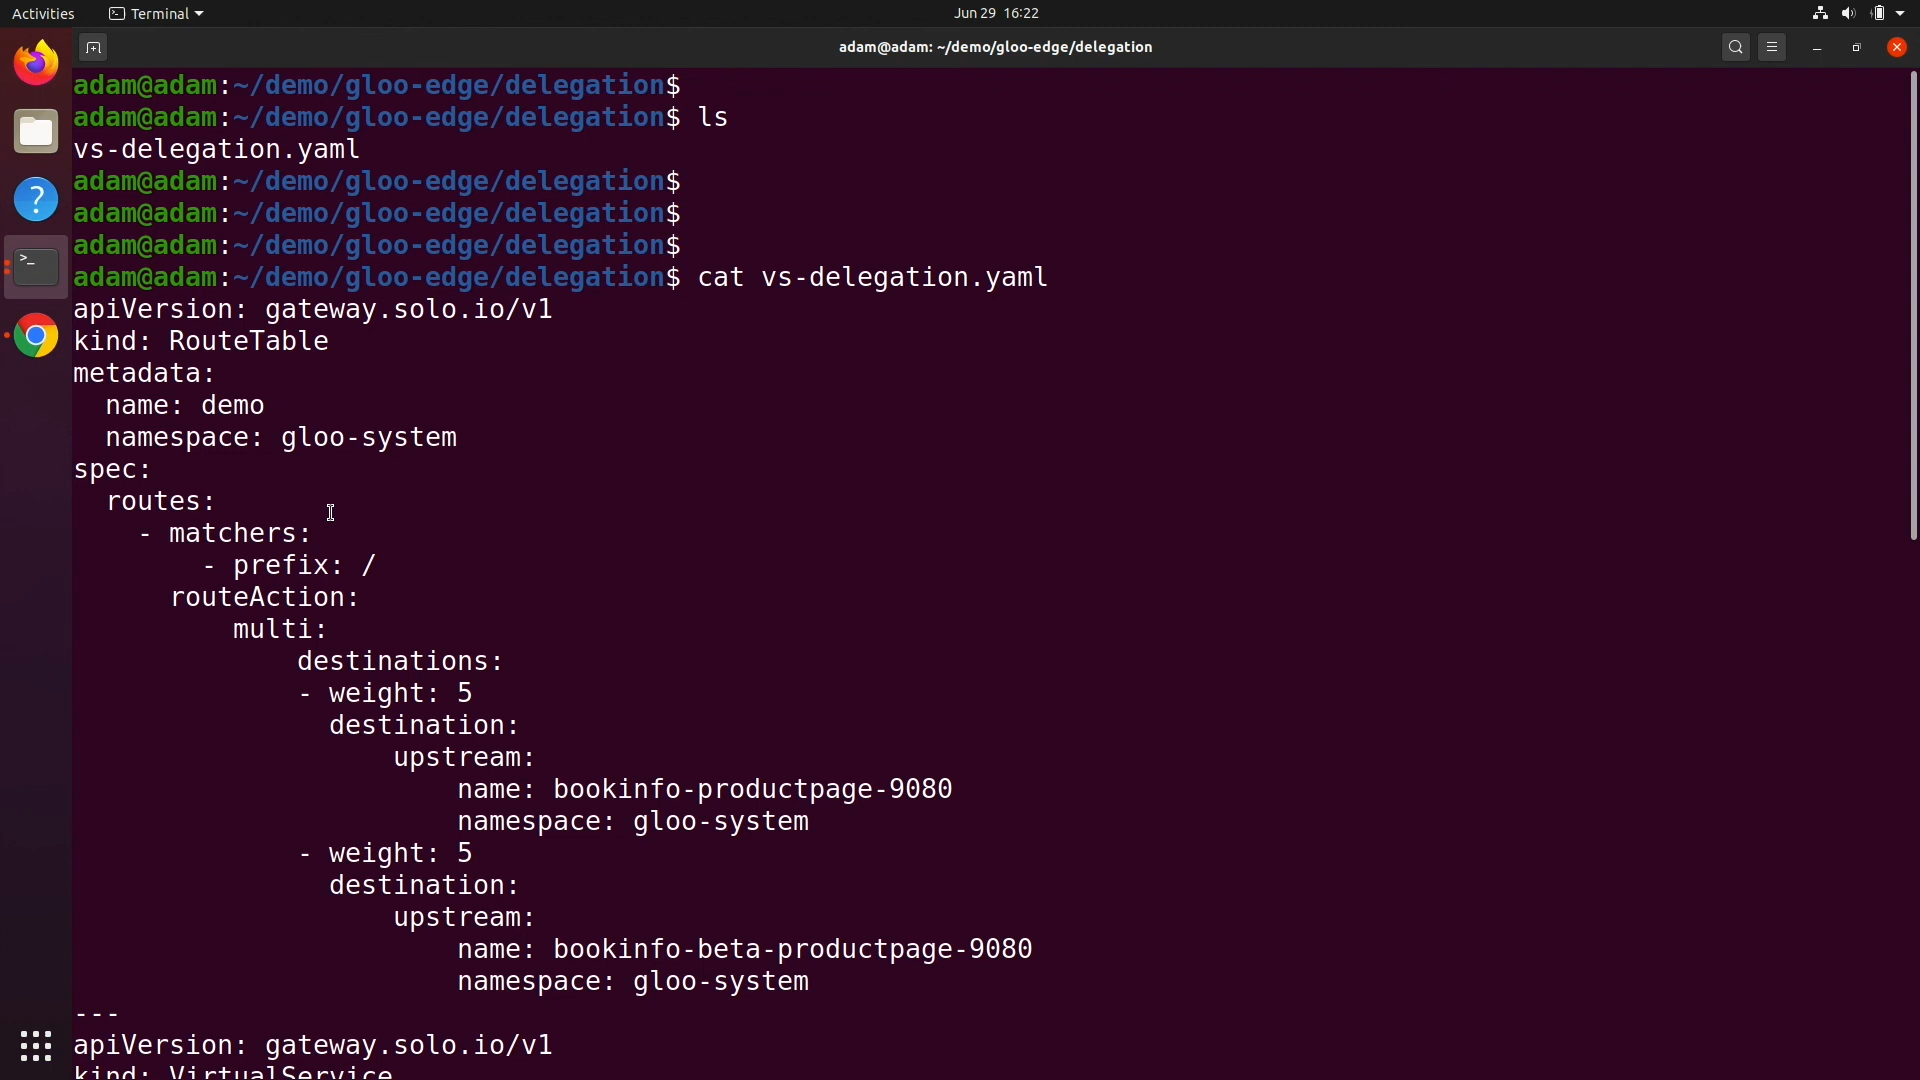 Activities
Terminal
Jun 29 16:22
adam@adam: ~/demo/gloo-edge/delegation
adam@adam:~/demo/gloo-edge/delegation$
adam@adam:~/demo/gloo-edge/delegation$ ls
vs-delegation.yaml
adam@adam:~/demo/gloo-edge/delegation$
adam@adam:~/demo/gloo-edge/delegation$
adam@adam:~/demo/gloo-edge/delegation$
adam@adam:~/demo/gloo-edge/delegation$ cat vs-delegation.yaml
apiVersion: gateway.solo.io/v1
kind: RouteTable
metadata:
  name: demo
  namespace: gloo-system
spec:
  routes:
    - matchers:
        - prefix: /
      routeAction:
          multi:
              destinations:
              - weight: 5
                destination:
                    upstream:
                        name: bookinfo-productpage-9080
                        namespace: gloo-system
              - weight: 5
                destination:
                    upstream:
                        name: bookinfo-beta-productpage-9080
                        namespace: gloo-system
---
apiVersion: gateway.solo.io/v1
kind: VirtualService